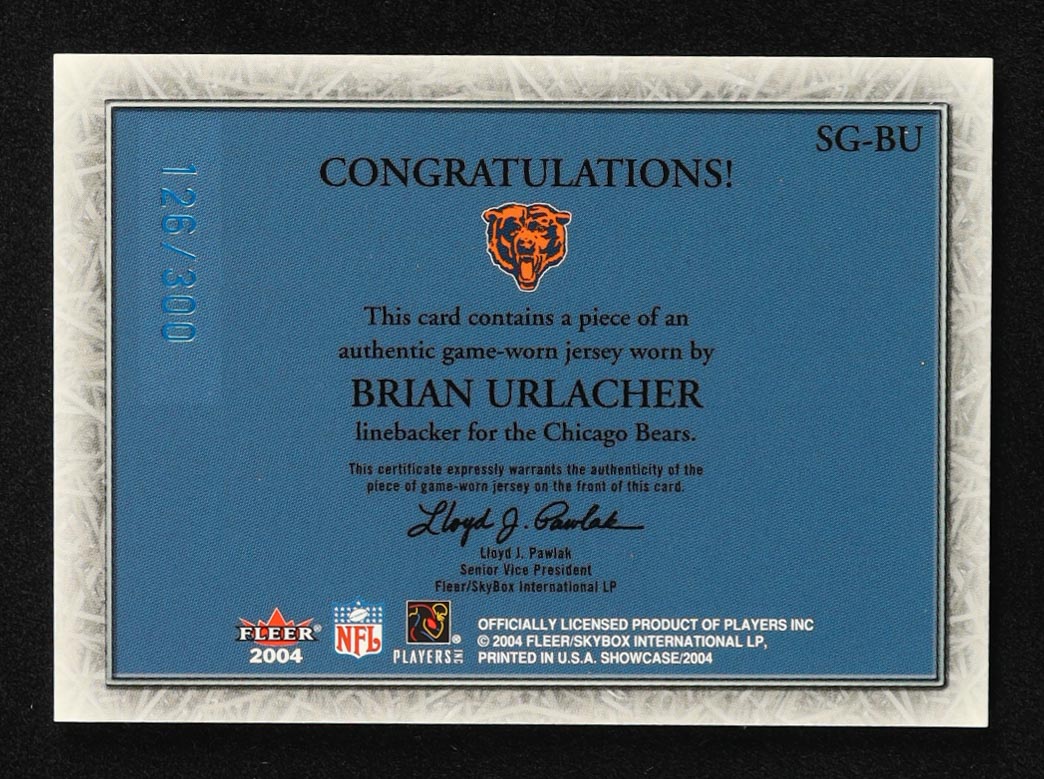 SG-BU
126/300
CONGRATULATIONS!
This card contains a piece of an
authentic game-worn jersey worn by
BRIAN URLACHER
linebacker for the Chicago Bears.
This certificate expressly warrants the authenticity of the
piece of game-worn jersey on the front of this card.
Lloyd J. Pawlak
Lloyd J. Pawlak
Senior Vice President
Fleer/SkyBox International LP
FLEER®
2004
NFL
®
PLAYERS INC
OFFICIALLY LICENSED PRODUCT OF PLAYERS INC
© 2004 FLEER/SKYBOX INTERNATIONAL LP,
PRINTED IN U.S.A. SHOWCASE/2004